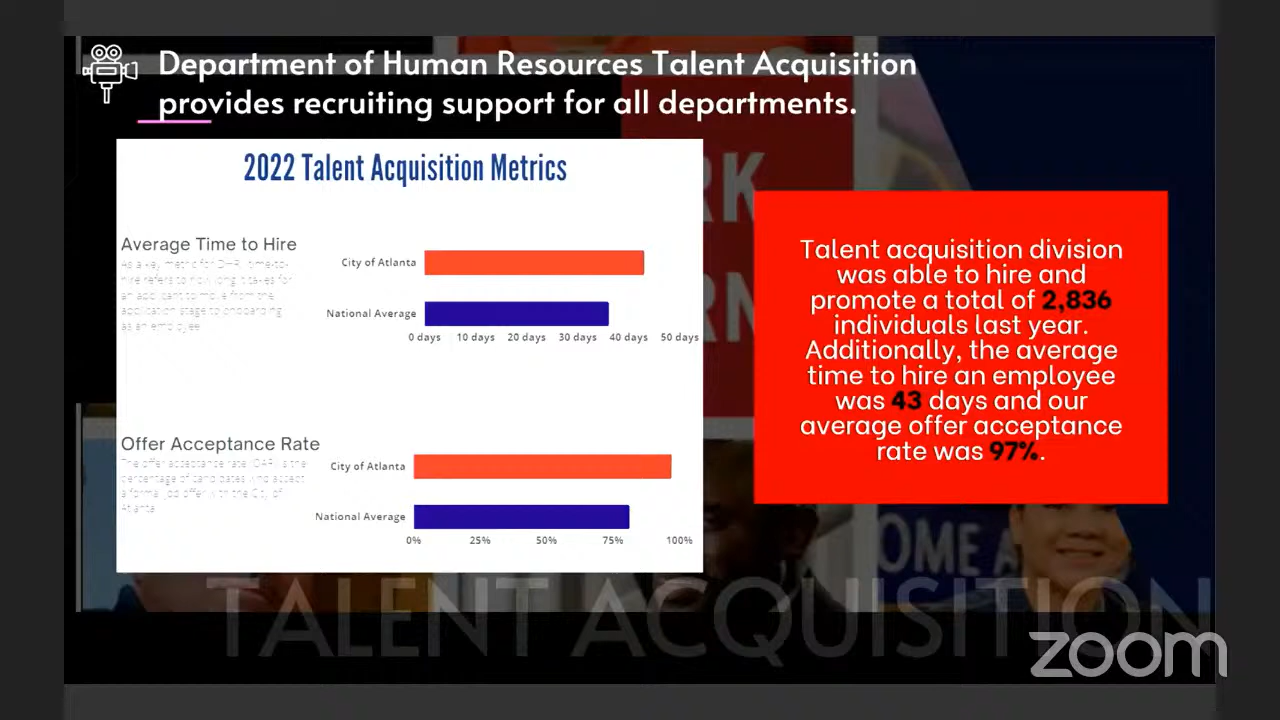 Department of Human Resources Talent Acquisition
provides recruiting support for all departments.
2022 Talent Acquisition Metrics
Average Time to Hire
City of Atlanta
National Average
0 days 10 days 20 days 30 days 40 days 50 days
Offer Acceptance Rate
City of Atlanta
National Average
0% 25% 50% 75% 100%
Talent acquisition division
was able to hire and
promote a total of 2,836
individuals last year.
Additionally, the average
time to hire an employee
was 43 days and our
average offer acceptance
rate was 97%.
TALENT ACQUISITION
zoom